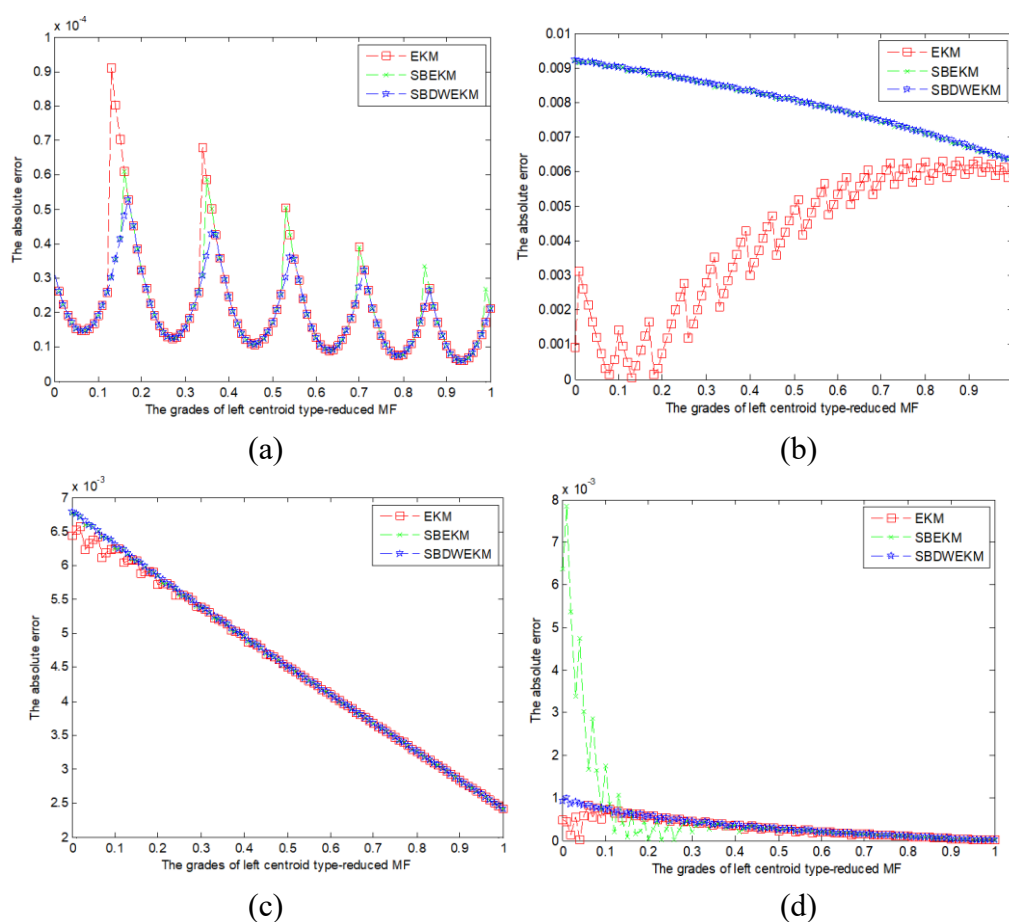 x 10⁻⁴
1
0.9
0.8
0.7
0.6
0.5
0.4
0.3
0.2
0.1
0
The absolute error
EKM
SBEKM
SBDWEKM
0 0.1 0.2 0.3 0.4 0.5 0.6 0.7 0.8 0.9 1
The grades of left centroid type-reduced MF
(a)
0.01
0.009
0.008
0.007
0.006
0.005
0.004
0.003
0.002
0.001
0
The absolute error
EKM
SBEKM
SBDWEKM
0 0.1 0.2 0.3 0.4 0.5 0.6 0.7 0.8 0.9
The grades of left centroid type-reduced MF
(b)
x 10⁻³
7
6.5
6
5.5
5
4.5
4
3.5
3
2.5
2
The absolute error
EKM
SBEKM
SBDWEKM
0 0.1 0.2 0.3 0.4 0.5 0.6 0.7 0.8 0.9 1
The grades of left centroid type-reduced MF
(c)
x 10⁻³
8
7
6
5
4
3
2
1
0
The absolute error
EKM
SBEKM
SBDWEKM
0 0.1 0.2 0.3 0.4 0.5 0.6 0.7 0.8 0.9 1
The grades of left centroid type-reduced MF
(d)